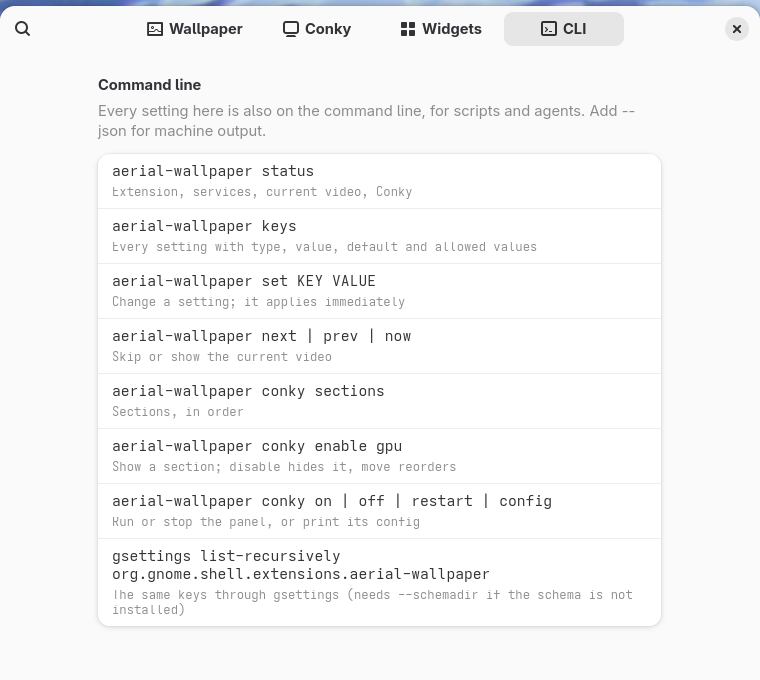 Wallpaper
Conky
Widgets
CLI
Command line
Every setting here is also on the command line, for scripts and agents. Add --
json for machine output.
aerial-wallpaper status
Extension, services, current video, Conky
aerial-wallpaper keys
Every setting with type, value, default and allowed values
aerial-wallpaper set KEY VALUE
Change a setting; it applies immediately
aerial-wallpaper next | prev | now
Skip or show the current video
aerial-wallpaper conky sections
Sections, in order
aerial-wallpaper conky enable gpu
Show a section; disable hides it, move reorders
aerial-wallpaper conky on | off | restart | config
Run or stop the panel, or print its config
gsettings list-recursively
org.gnome.shell.extensions.aerial-wallpaper
The same keys through gsettings (needs --schemadir if the schema is not
installed)